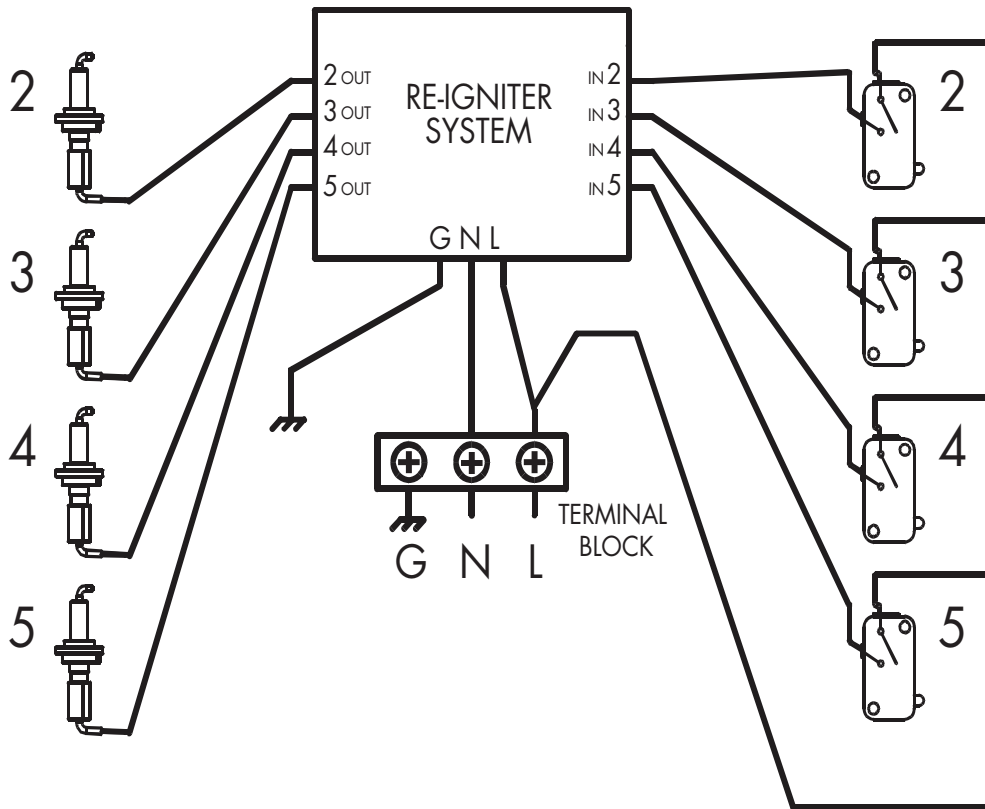 2
3
4
5
RE-IGNITER
SYSTEM
2 OUT
3 OUT
4 OUT
5 OUT
IN 2
IN 3
IN 4
IN 5
G N L
TERMINAL
BLOCK
G N L
2
3
4
5